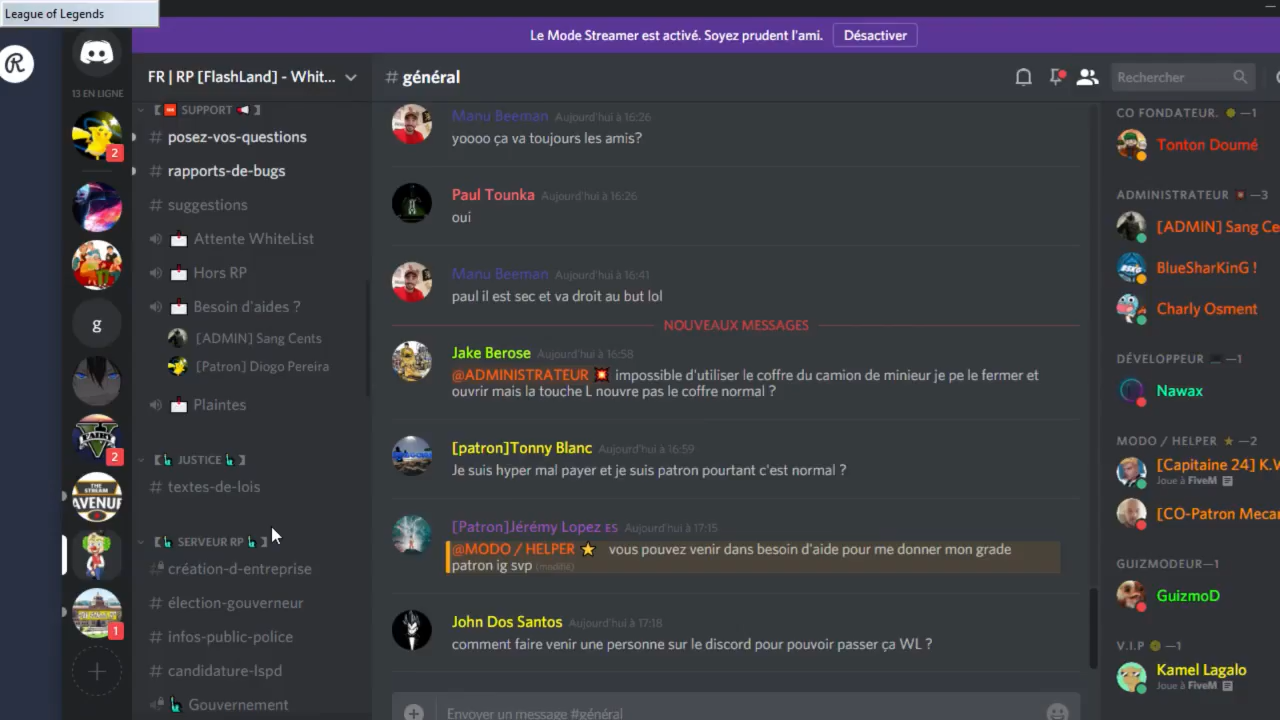 League of Legends
Le Mode Streamer est activé. Soyez prudent l'ami.
Désactiver
R
13 EN LIGNE
2
g
2
THE STREAM
AVENUE
1
FR | RP [FlashLand] - Whit...
SUPPORT
# posez-vos-questions
# rapports-de-bugs
# suggestions
Attente WhiteList
Hors RP
Besoin d'aides ?
[ADMIN] Sang Cents
[Patron] Diogo Pereira
Plaintes
JUSTICE
# textes-de-lois
SERVEUR RP
# création-d-entreprise
# élection-gouverneur
# infos-public-police
# candidature-lspd
Gouvernement
# général
Rechercher
Manu Beeman Aujourd'hui à 16:26
yoooo ça va toujours les amis?
Paul Tounka Aujourd'hui à 16:26
oui
Manu Beeman Aujourd'hui à 16:41
paul il est sec et va droit au but lol
NOUVEAUX MESSAGES
Jake Berose Aujourd'hui à 16:58
@ADMINISTRATEUR 💥 impossible d'utiliser le coffre du camion de minieur je pe le fermer et
ouvrir mais la touche L nouvre pas le coffre normal ?
[patron]Tonny Blanc Aujourd'hui à 16:59
Je suis hyper mal payer et je suis patron pourtant c'est normal ?
[Patron]Jérémy Lopez ES Aujourd'hui à 17:15
@MODO / HELPER ⭐ vous pouvez venir dans besoin d'aide pour me donner mon grade
patron ig svp (modifié)
John Dos Santos Aujourd'hui à 17:18
comment faire venir une personne sur le discord pour pouvoir passer ça WL ?
Envoyer un message #général
CO FONDATEUR. —1
Tonton Doumé
ADMINISTRATEUR 💥 —3
[ADMIN] Sang Ce
BlueSharKinG !
Charly Osment
DÉVELOPPEUR —1
Nawax
MODO / HELPER ★ —2
[Capitaine 24] K.W
Joue à FiveM
[CO-Patron Mecan
GUIZMODEUR—1
GuizmoD
V.I.P —1
Kamel Lagalo
Joue à FiveM